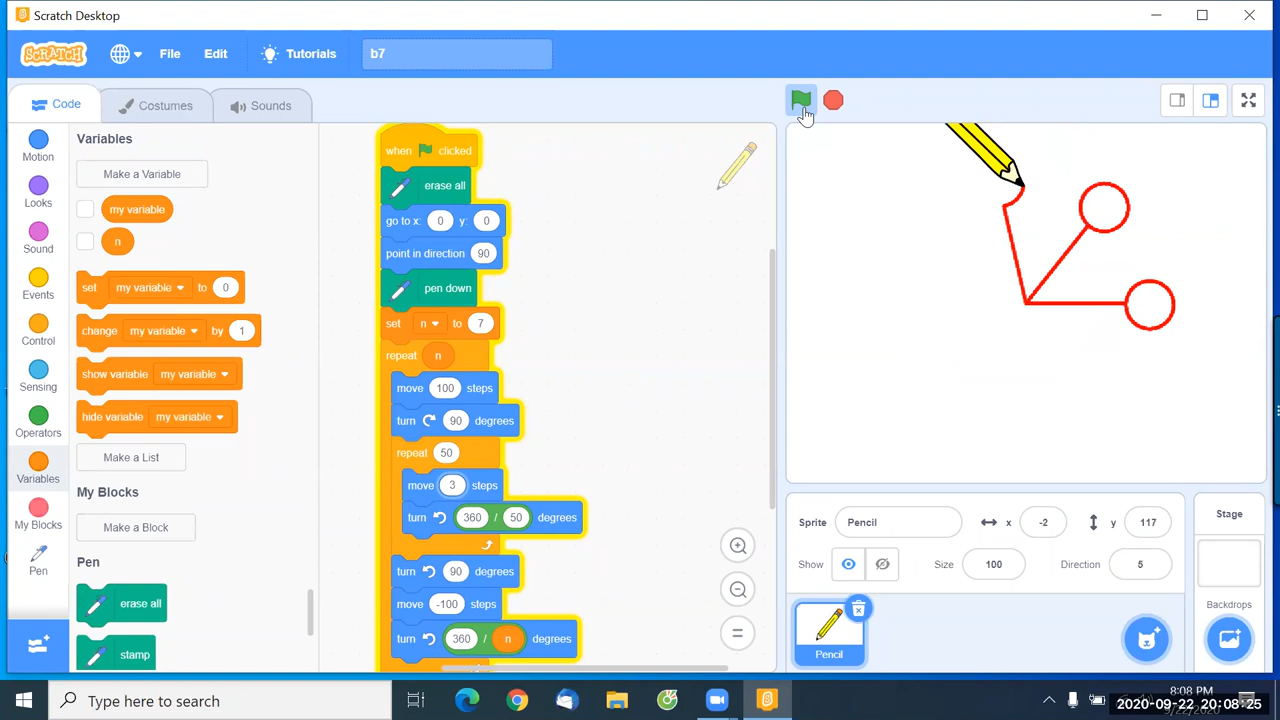 Scratch Desktop
SCRATCH
File
Edit
Tutorials
b7
Code
Costumes
Sounds
Motion
Looks
Sound
Events
Control
Sensing
Operators
Variables
My Blocks
Pen
Variables
Make a Variable
my variable
n
set my variable to 0
change my variable by 1
show variable my variable
hide variable my variable
Make a List
My Blocks
Make a Block
Pen
erase all
stamp
when clicked
erase all
go to x: 0 y: 0
point in direction 90
pen down
set n to 7
repeat n
move 100 steps
turn 90 degrees
repeat 50
move 3 steps
turn 360 / 50 degrees
turn 90 degrees
move -100 steps
turn 360 / n degrees
Sprite Pencil x -2 y 117
Show Size 100 Direction 5
Pencil
Stage
Backdrops
Type here to search
8:08 PM
2020-09-22 20:08:25